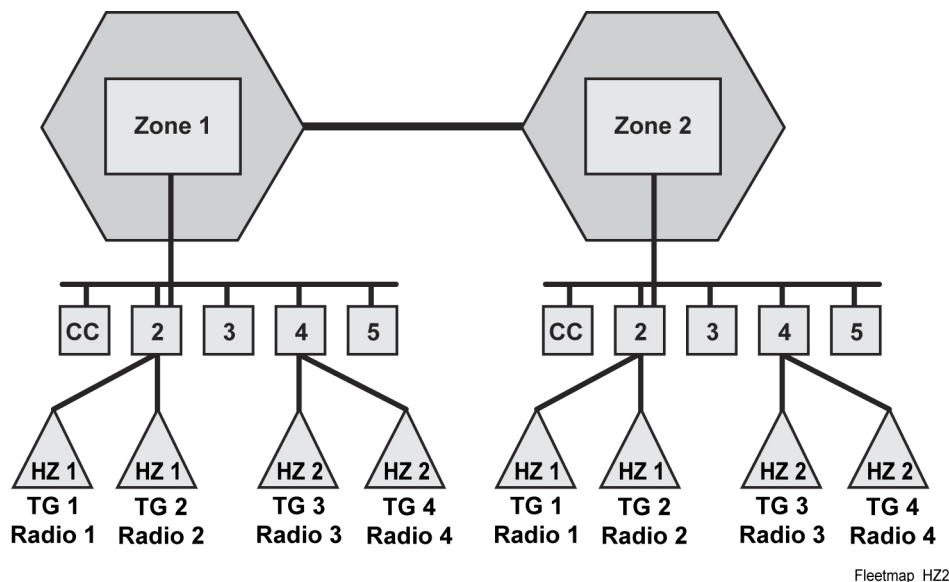 Zone 1
Zone 2
CC 2 3 4 5
CC 2 3 4 5
HZ 1 HZ 1 HZ 2 HZ 2
HZ 1 HZ 1 HZ 2 HZ 2
TG 1 TG 2 TG 3 TG 4
TG 1 TG 2 TG 3 TG 4
Radio 1 Radio 2 Radio 3 Radio 4
Radio 1 Radio 2 Radio 3 Radio 4
Fleetmap_HZ2